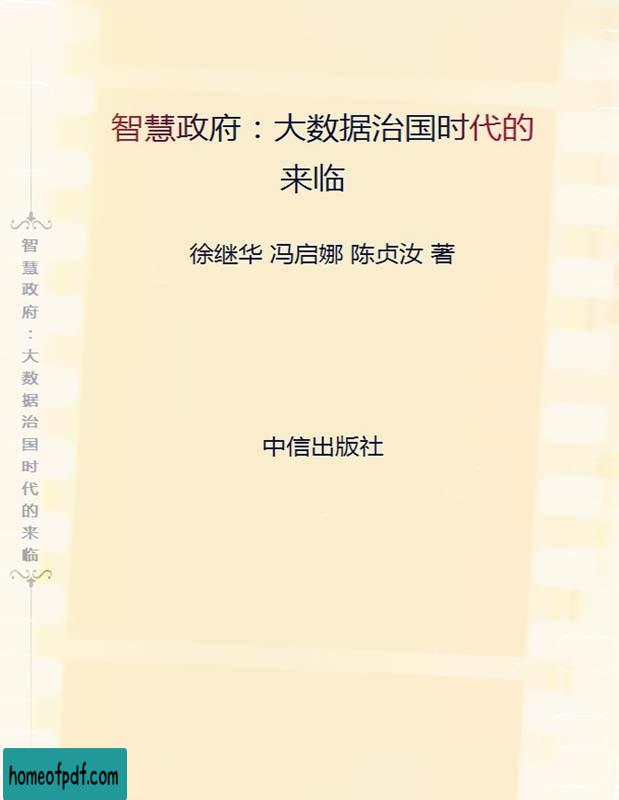 智慧政府：大数据治国时代的
来临
徐继华 冯启娜 陈贞汝 著
中信出版社
智慧政府：大数据治国时代的来临
homeofpdf.com